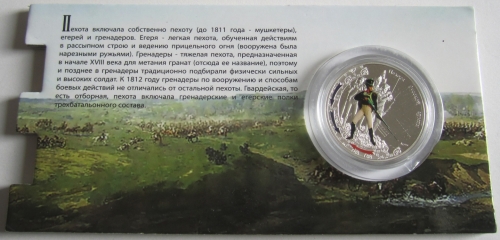 Пехота включала собственно пехоту (до 1811 года - мушкетеры),
егерей и гренадеров. Егеря - легкая пехота, обученная действиям
в рассыпном строю и ведению прицельного огня (вооружена была
нарезными ружьями). Гренадеры - тяжелая пехота, предназначенная
в начале XVIII века для метания гранат (отсюда ее название), поэтому
и позднее в гренадеры традиционно подбирали физически сильных
и высоких солдат. К 1812 году гренадеры по вооружению и способам
боевых действий не отличались от остальной пехоты. Гвардейская, то
есть отборная, пехота включала гренадерские и егерские полки
трехбатальонного состава.